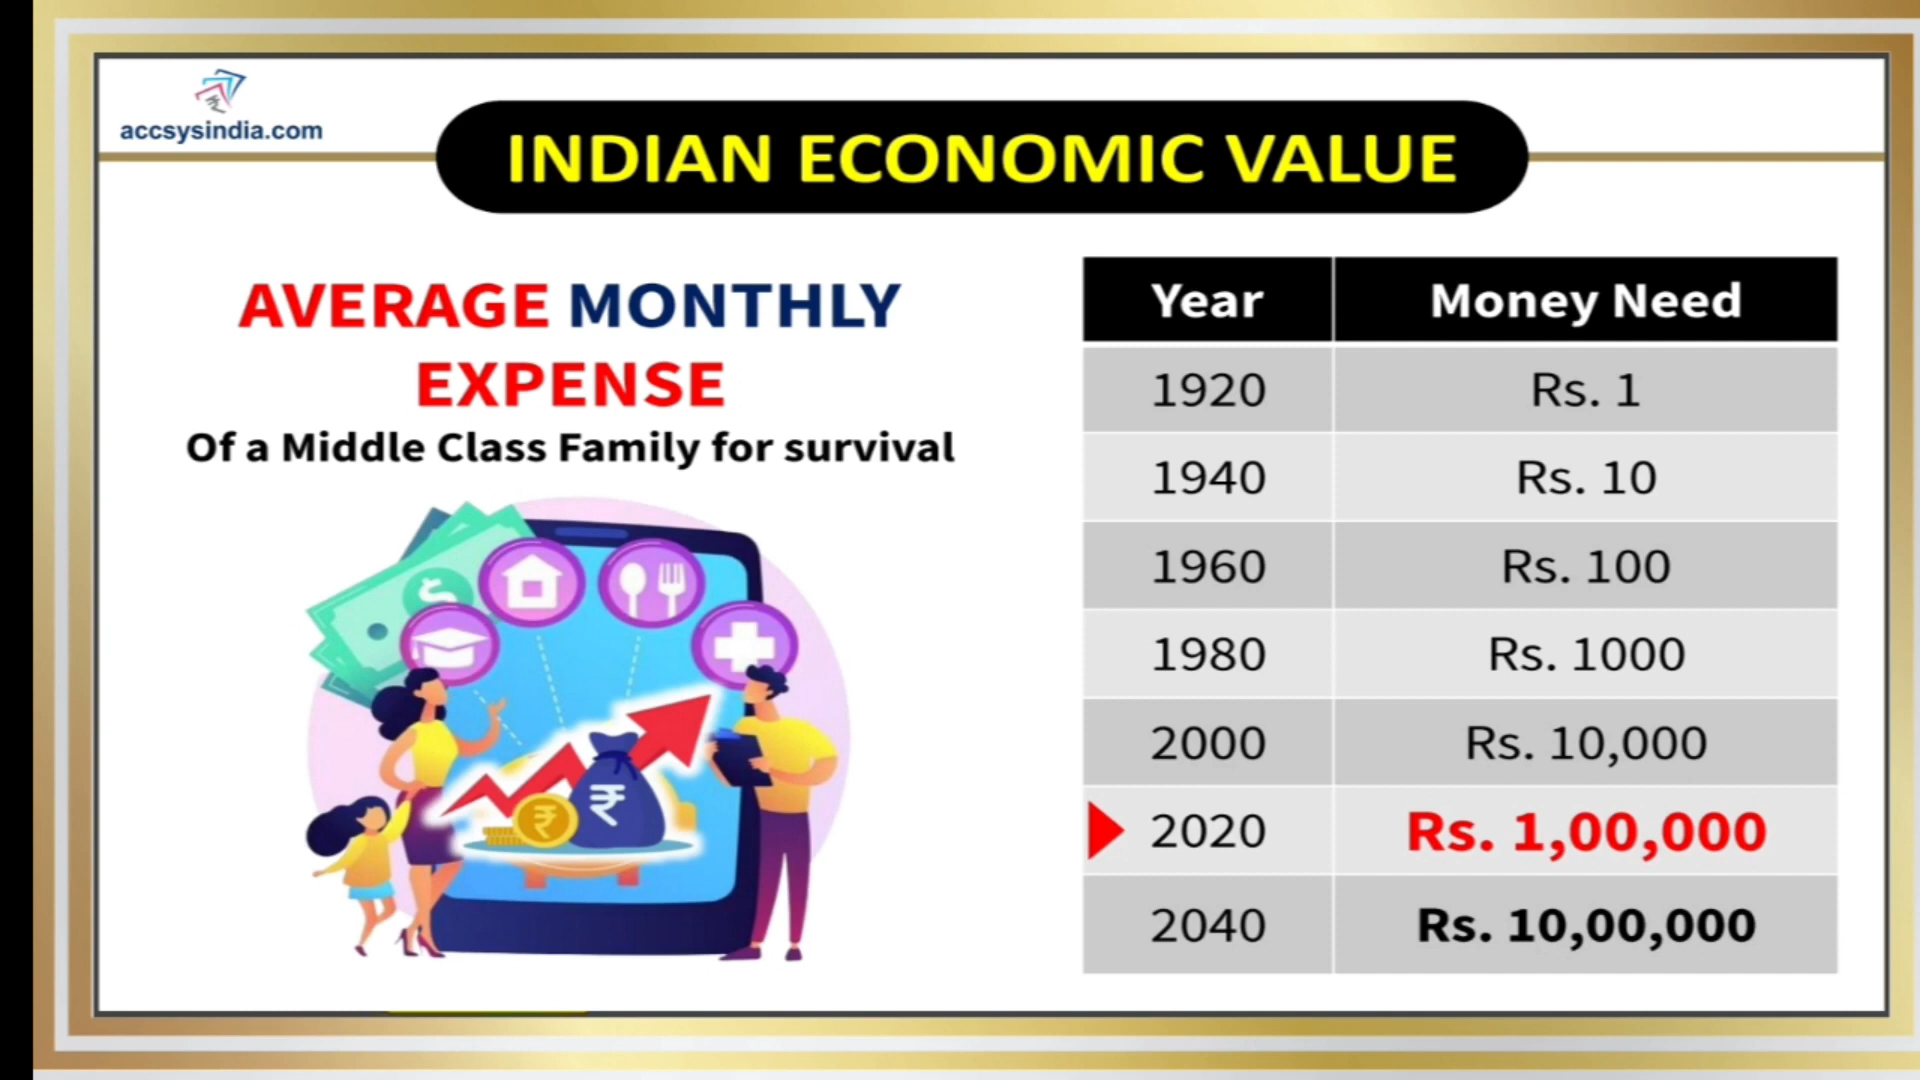 accsysindia.com
INDIAN ECONOMIC VALUE
AVERAGE MONTHLY
EXPENSE
Of a Middle Class Family for survival
$
₹
₹
Year Money Need
1920 Rs. 1
1940 Rs. 10
1960 Rs. 100
1980 Rs. 1000
2000 Rs. 10,000
2020 Rs. 1,00,000
2040 Rs. 10,00,000